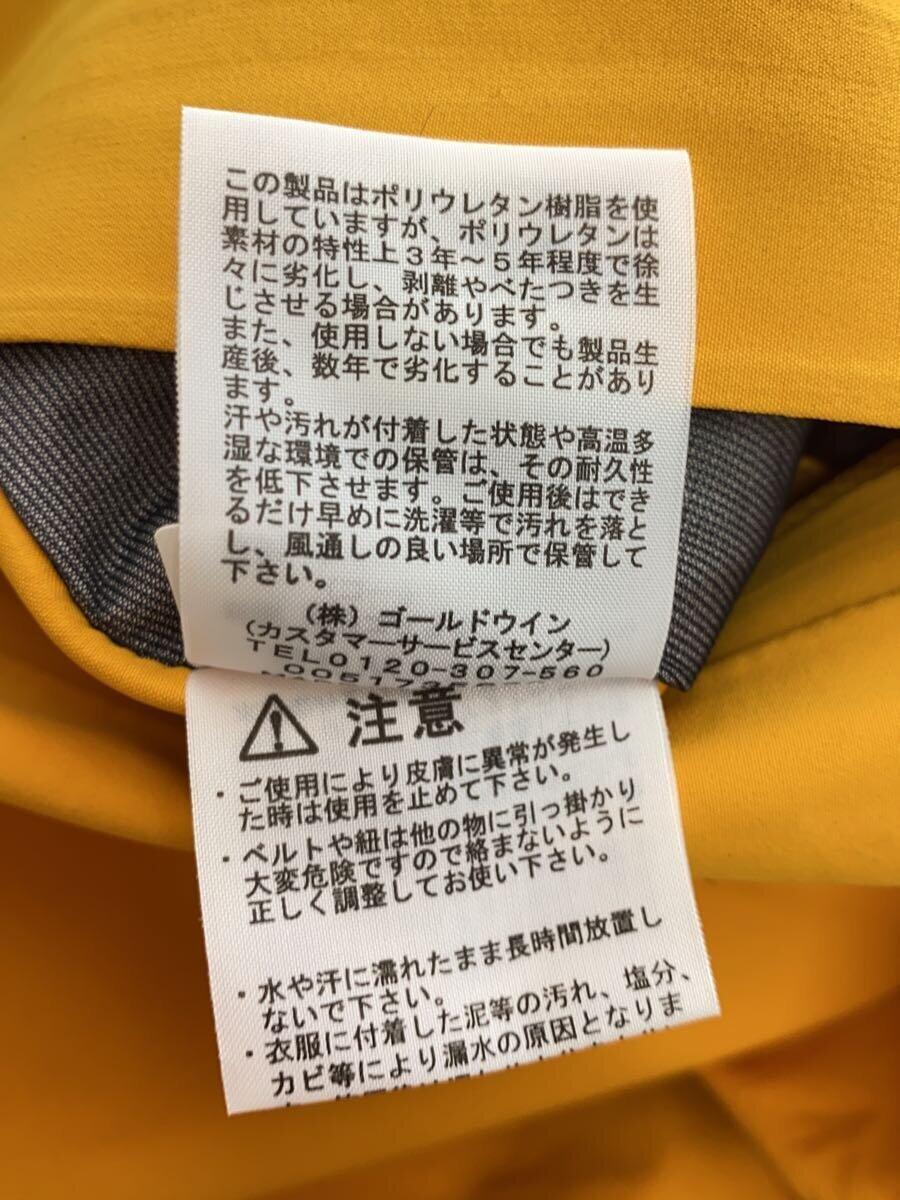 この製品はポリウレタン樹脂を使
用していますが、ポリウレタンは
素材の特性上3年～5年程度で徐
々に劣化し、剥離やべたつきを生
じさせる場合があります。
また、使用しない場合でも製品生
産後、数年で劣化することがあり
ます。
汗や汚れが付着した状態や高温多
湿な環境での保管は、その耐久性
を低下させます。ご使用後はでき
るだけ早めに洗濯等で汚れを落と
し、風通しの良い場所で保管して
下さい。
(株)ゴールドウイン
(カスタマーサービスセンター)
TEL0120-307-560
注意
・ご使用により皮膚に異常が発生し
た時は使用を止めて下さい。
・ベルトや紐は他の物に引っ掛かり
大変危険ですので絡まないように
正しく調整してお使い下さい。
・水や汗に濡れたまま長時間放置し
ないで下さい。
・衣服に付着した泥等の汚れ、塩分、
カビ等により漏水の原因となりま